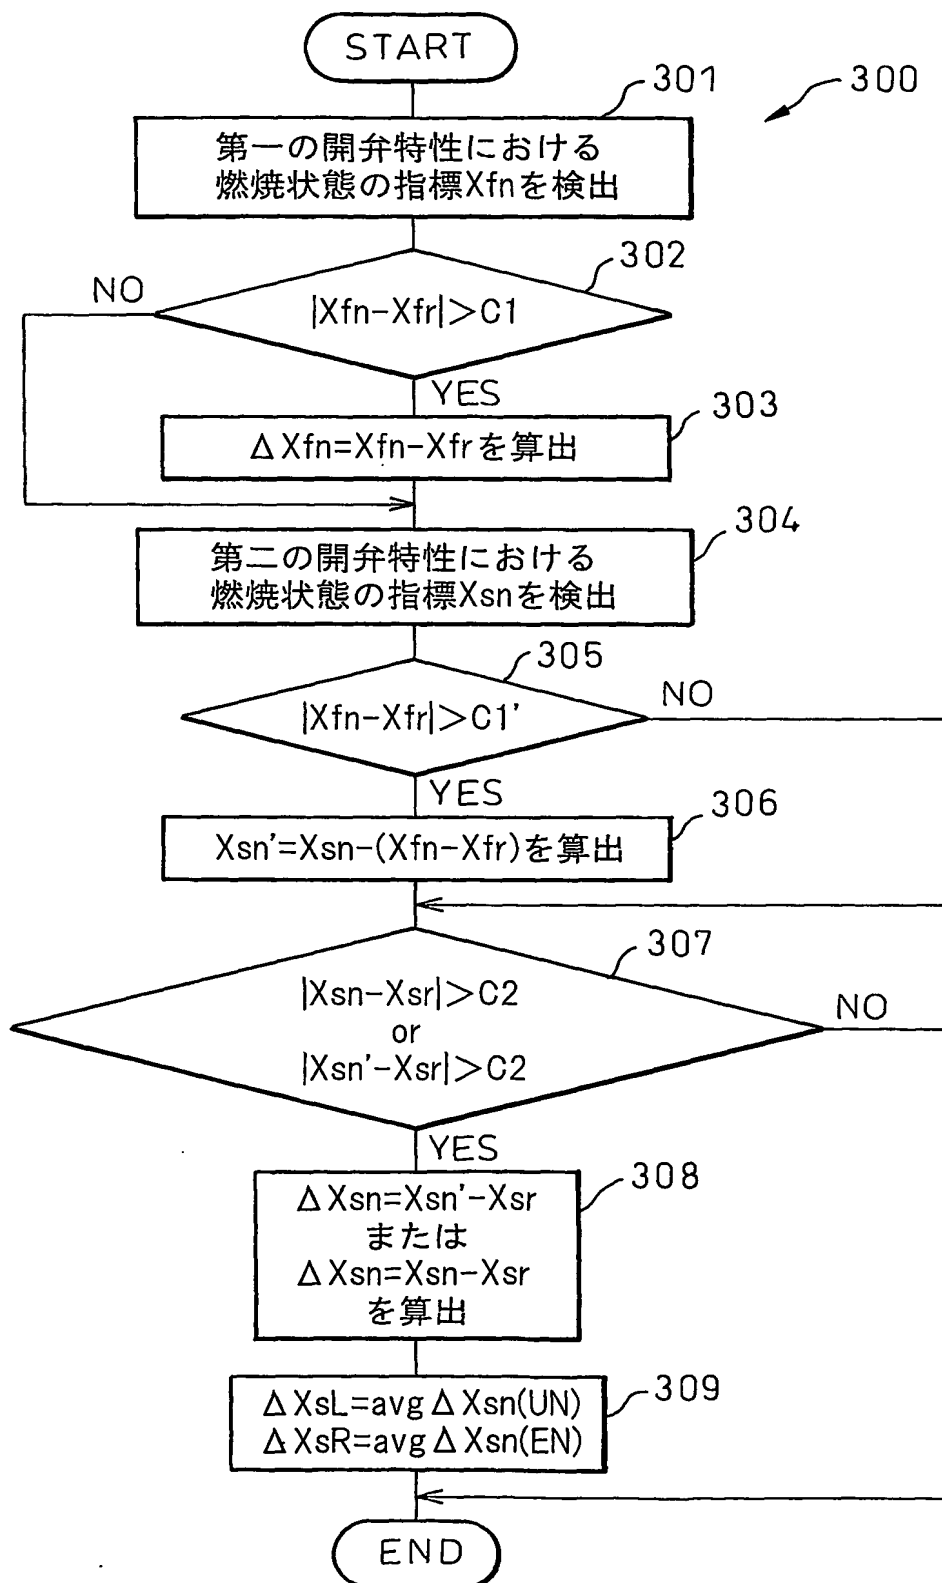 START
301
300
第一の開弁特性における
燃焼状態の指標Xfnを検出
302
NO
|Xfn-Xfr|>C1
YES
303
ΔXfn=Xfn-Xfrを算出
304
第二の開弁特性における
燃焼状態の指標Xsnを検出
305
NO
|Xfn-Xfr|>C1'
YES
306
Xsn'=Xsn-(Xfn-Xfr)を算出
307
|Xsn-Xsr|>C2
or
|Xsn'-Xsr|>C2
NO
YES
308
ΔXsn=Xsn'-Xsr
または
ΔXsn=Xsn-Xsr
を算出
309
ΔXsL=avgΔXsn(UN)
ΔXsR=avgΔXsn(EN)
END